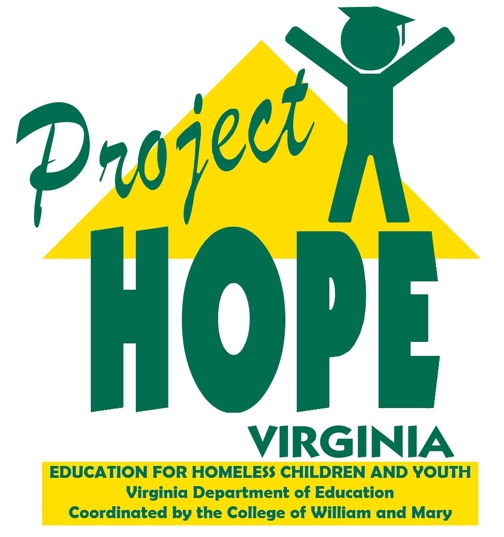 Project
HOPE
VIRGINIA
EDUCATION FOR HOMELESS CHILDREN AND YOUTH
Virginia Department of Education
Coordinated by the College of William and Mary